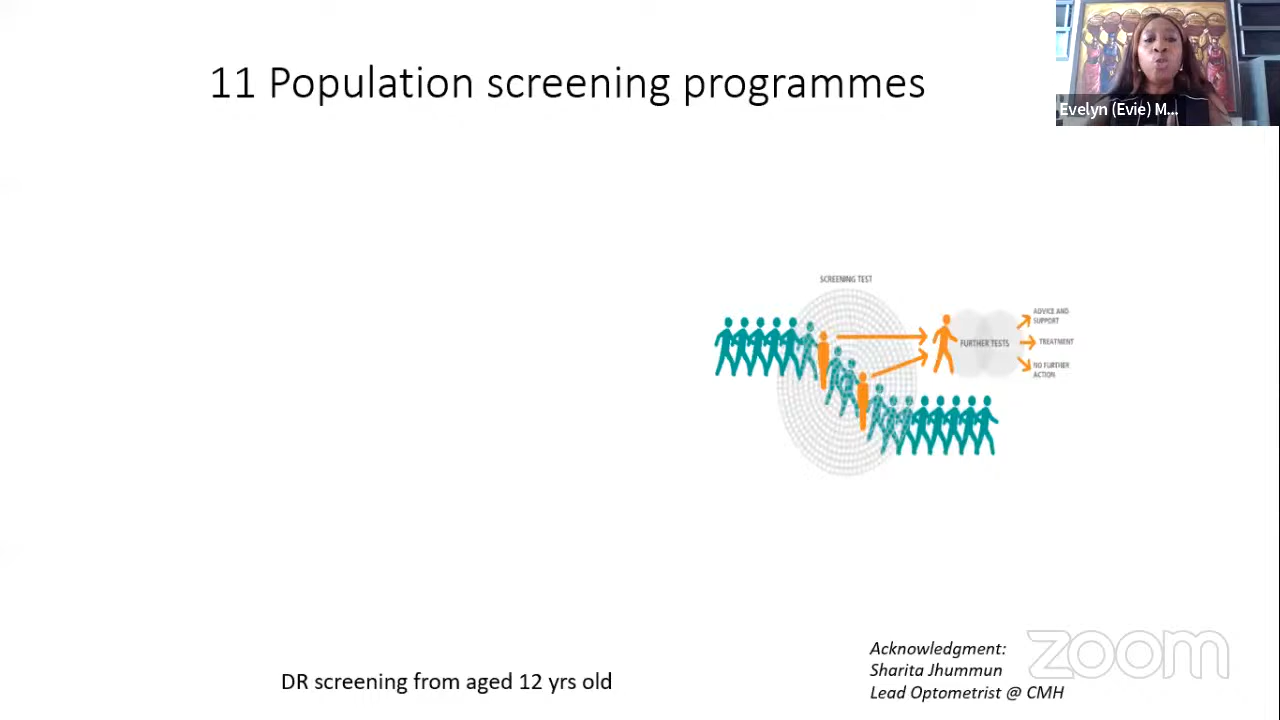 11 Population screening programmes
Evelyn (Evie) M...
SCREENING TEST
FURTHER TESTS
ADVICE AND
SUPPORT
TREATMENT
NO FURTHER
ACTION
DR screening from aged 12 yrs old
Acknowledgment:
Sharita Jhummun
Lead Optometrist @ CMH
zoom